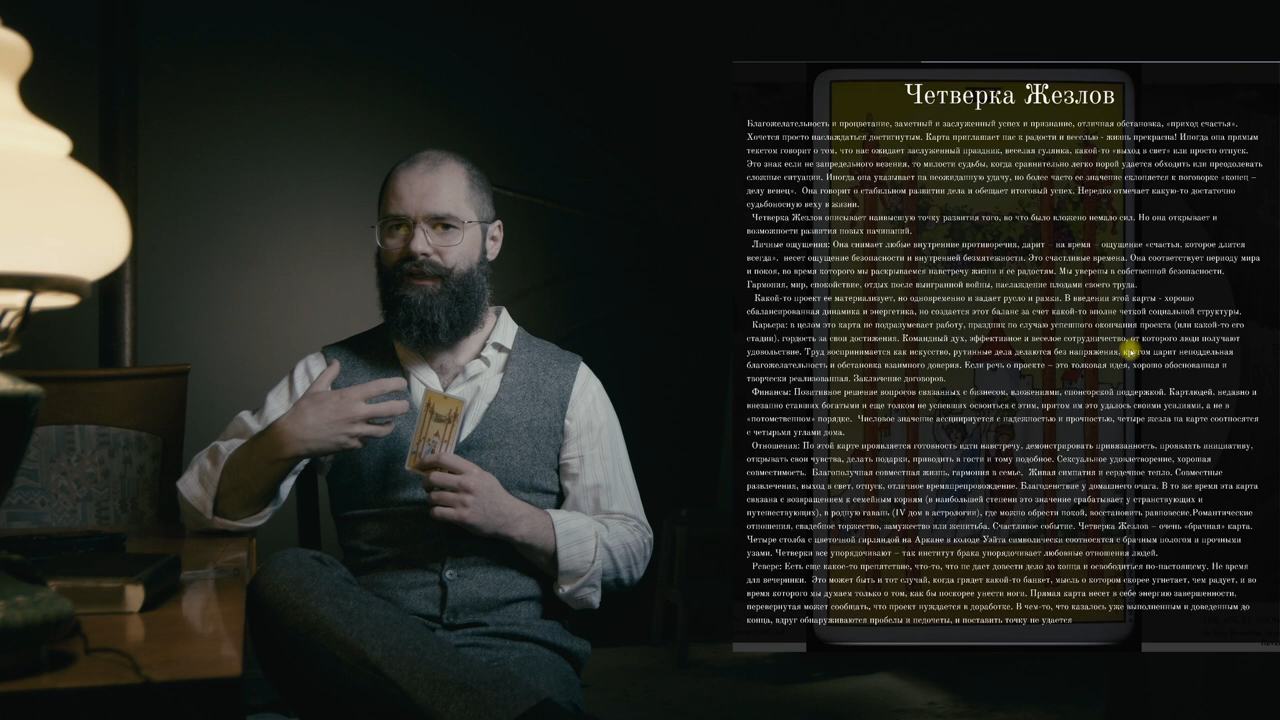 Четверка Жезлов
Благожелательность и процветание, заметный и заслуженный успех и признание, отличная обстановка, «приход счастья».
Хочется просто наслаждаться достигнутым. Карта приглашает нас к радости и веселью - жизнь прекрасна! Иногда она прямым
текстом говорит о том, что нас ожидает заслуженный праздник, веселая гулянка, какой-то «выход в свет» или просто отпуск.
Это знак если не запредельного везения, то милости судьбы, когда сравнительно легко порой удается обходить или преодолевать
сложные ситуации. Иногда она указывает на неожиданную удачу, но более часто ее значение склоняется к поговорке «конец –
делу венец».  Она говорит о стабильном развитии дела и обещает итоговый успех. Нередко отмечает какую-то достаточно
судьбоносную веху в жизни.
Четверка Жезлов описывает наивысшую точку развития того, во что было вложено немало сил. Но она открывает и
возможности развития новых начинаний.
Личные ощущения: Она снимает любые внутренние противоречия, дарит – на время – ощущение «счастья, которое длится
всегда».  несет ощущение безопасности и внутренней безмятежности. Это счастливые времена. Она соответствует периоду мира
и покоя, во время которого мы раскрываемся навстречу жизни и ее радостям. Мы уверены в собственной безопасности.
Гармония, мир, спокойствие, отдых после выигранной войны, наслаждение плодами своего труда.
Какой-то проект ее материализует, но одновременно и задает русло и рамки. В введения этой карты - хорошо
сбалансированная динамика и энергетика, но создается этот баланс за счет какой-то вполне четкой социальной структуры.
Карьера: в целом это карта не подразумевает работу, праздник по случаю успешного окончания проекта (или какой-то его
стадии), гордость за свои достижения. Командный дух, эффективное и веселое сотрудничество, от которого люди получают
удовольствие. Труд воспринимается как искусство, рутинные дела делаются без напряжения, кругом царит неподдельная
благожелательность и обстановка взаимного доверия. Если речь о проекте – это толковая идея, хорошо обоснованная и
творчески реализованная. Заключение договоров.
Финансы: Позитивное решение вопросов связанных с бизнесом, вложениями, спонсорской поддержкой. Картлюдей, недавно и
внезапно ставших богатыми и еще толком не успевших освоиться с этим, притом им это удалось своими усилиями, а не в
«потомственном» порядке.  Числовое значение ассоциируется с надежностью и прочностью, четыре жезла на карте соотносятся
с четырьмя углами дома.
Отношения: По этой карте проявляется готовность идти навстречу, демонстрировать привязанность, проявлять инициативу,
открывать свои чувства, делать подарки, приводить в гости и тому подобное. Сексуальное удовлетворение, хорошая
совместимость.  Благополучная совместная жизнь, гармония в семье.  Живая симпатия и сердечное тепло. Совместные
развлечения, выход в свет, отпуск, отличное времяпрепровождение. Благоденствие у домашнего очага. В то же время эта карта
связана с возвращением к семейным корням (в наибольшей степени это значение срабатывает у странствующих и
путешествующих), в родную гавань (IV дом в астрологии), где можно обрести покой, восстановить равновесие.Романтические
отношения, свадебное торжество, замужество или женитьба. Счастливое событие. Четверка Жезлов – очень «брачная» карта.
Четыре столба с цветочной гирляндой на Аркане в колоде Уэйта символически соотносятся с брачным пологом и прочными
узами. Четверки все упорядочивают – так институт брака упорядочивает любовные отношения людей.
Реверс: Есть еще какое-то препятствие, что-то, что не дает довести дело до конца и освободиться по-настоящему. Не время
для вечеринки.  Это может быть и тот случай, когда грядет какой-то банкет, мысль о котором скорее угнетает, чем радует, и во
время которого мы думаем только о том, как бы поскорее унести ноги. Прямая карта несет в себе энергию завершенности,
перевернутая может сообщать, что проект нуждается в доработке. В чем-то, что казалось уже выполненным и доведенным до
конца, вдруг обнаруживаются пробелы и недочеты, и поставить точку не удается